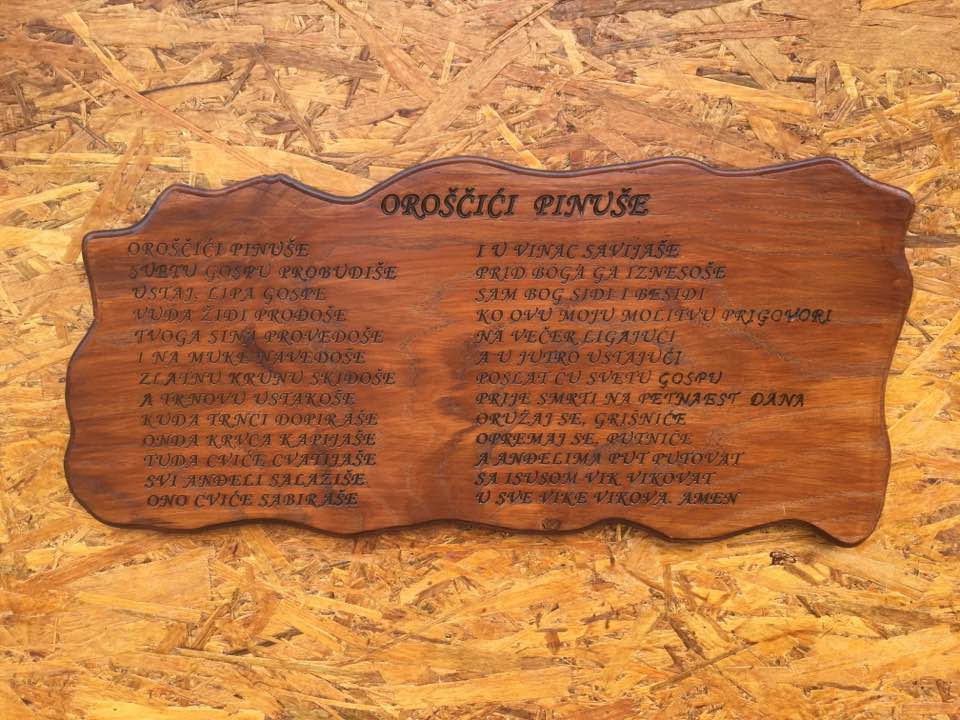 OROŠČIĆI PINUŠE
OROŠČIĆI PINUŠE
SVETU GOSPU PROBUDIŠE
USTAJ, LIPA GOSPE
VUDA ŽIDI PROĐOŠE
TVOGA SINA PROVEDOŠE
I NA MUKE NAVEDOŠE
ZLATNU KRUNU SKIDOŠE
A TRNOVU USTAKOŠE
KUDA TRNCI DOPIRAŠE
ONDA KRVCA KAPIJAŠE
TUDA CVIĆE CVATIJAŠE
SVI ANĐELI SALAŽIŠE
ONO CVIĆE SABIRAŠE
I U VINAC SAVIJAŠE
PRID BOGA GA IZNESOŠE
SAM BOG SIDI I BESIDI
KO OVU MOJU MOLITVU PRIGOVORI
NA VEČER LIGAJUĆI
A U JUTRO USTAJUĆI
POSLAT ĆU SVETU GOSPU
PRIJE SMRTI NA PETNAEST DANA
ORUŽAJ SE, GRIŠNIČE
OPREMAJ SE, PUTNIČE
A ANĐELIMA PUT PUTOVAT
SA ISUSOM VIK VIKOVAT
U SVE VIKE VIKOVA. AMEN